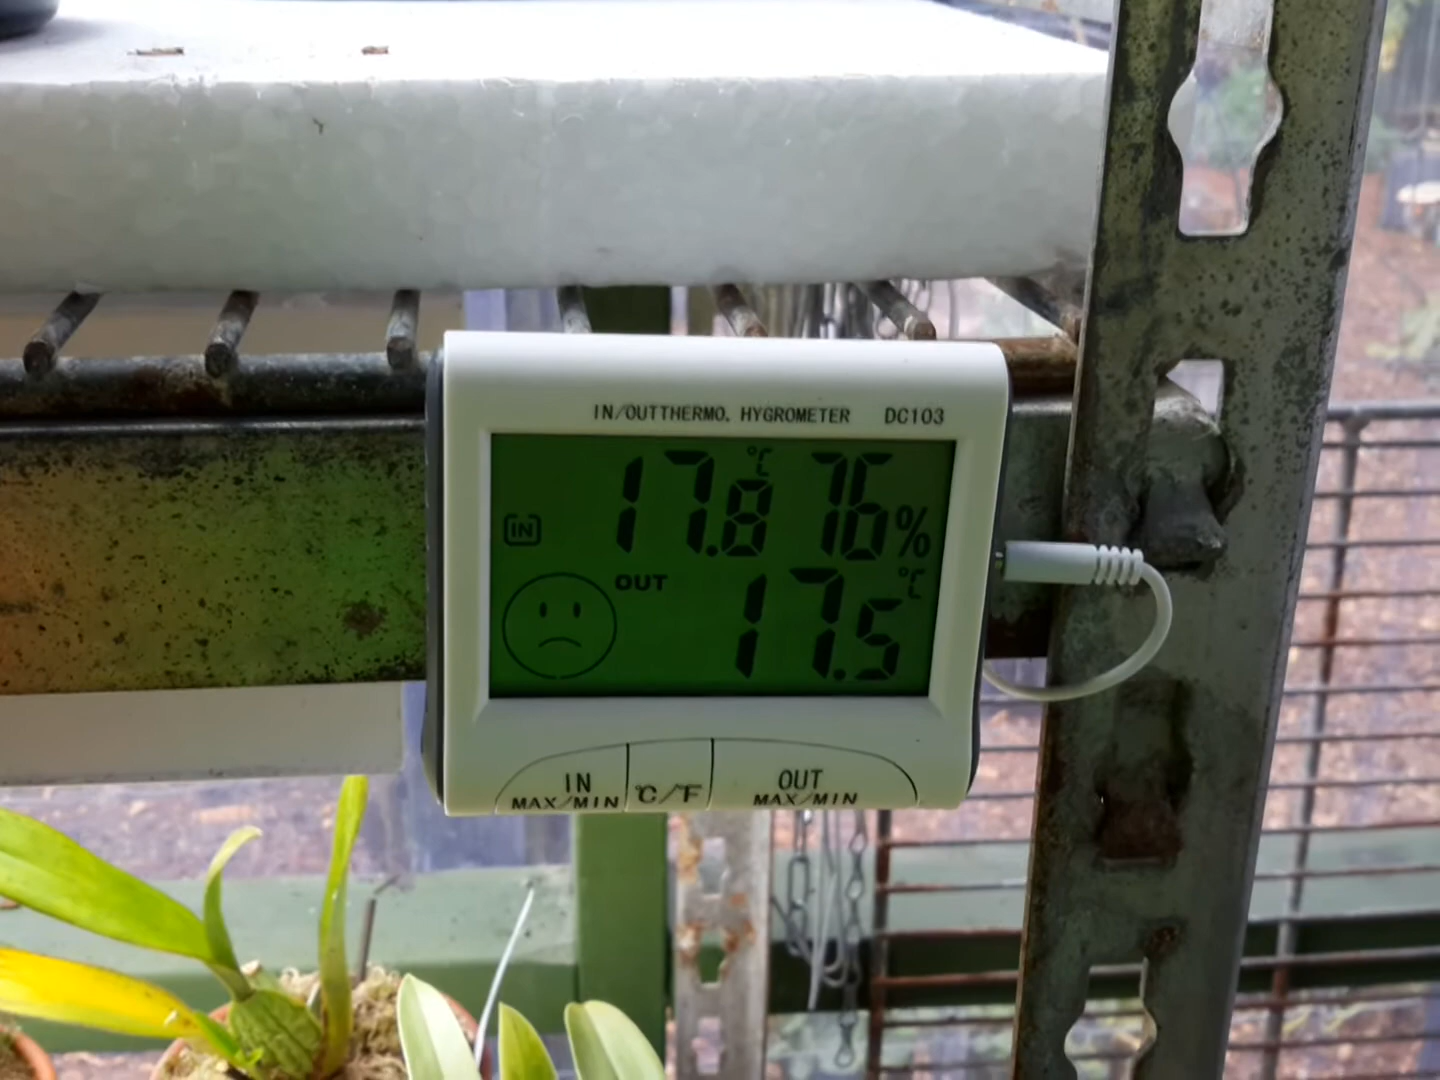 IN/OUTTHERMO. HYGROMETER DC103
°C
IN 17.8 76%
OUT °C
17.5
IN °C/°F OUT
MAX/MIN MAX/MIN